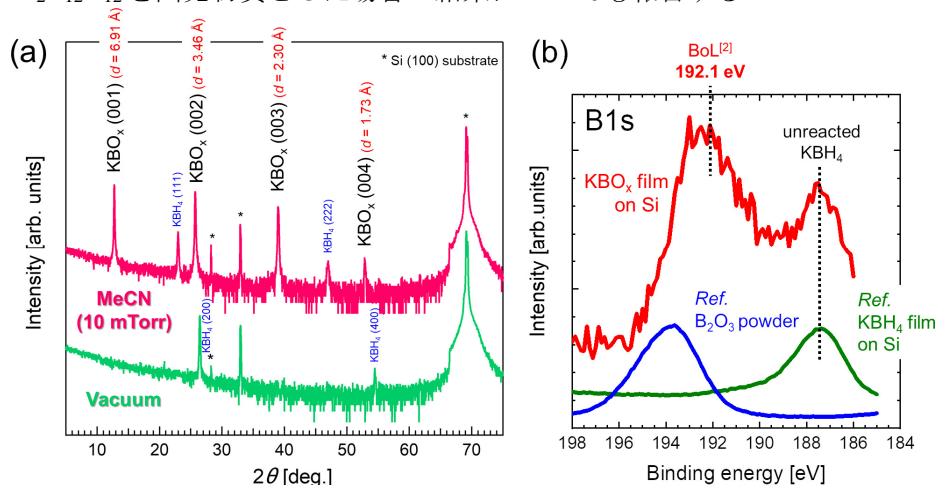 (a)
KBOx (001) (d = 6.91 Å)
KBH4 (111)
KBOx (002) (d = 3.46 Å)
*
*
KBOx (003) (d = 2.30 Å)
KBH4 (222)
KBOx (004) (d = 1.73 Å)
* Si (100) substrate
*
MeCN
(10 mTorr)
KBH4 (200)
*
KBH4 (400)
Vacuum
Intensity [arb. units]
10 20 30 40 50 60 70
2θ [deg.]
(b)
BoL[2]
192.1 eV
B1s
unreacted
KBH4
KBOx film
on Si
Ref.
B2O3 powder
Ref.
KBH4 film
on Si
Intensity [arb.units]
198 196 194 192 190 188 186 184
Binding energy [eV]